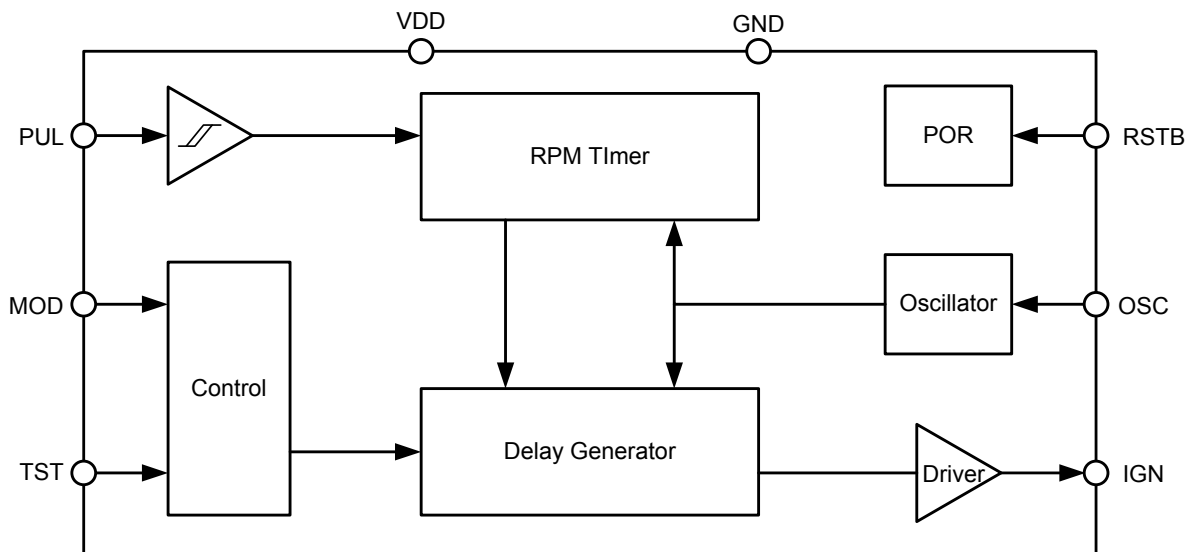 VDD
GND
PUL
RPM TImer
POR
RSTB
MOD
Oscillator
OSC
Control
Delay Generator
TST
Driver
IGN